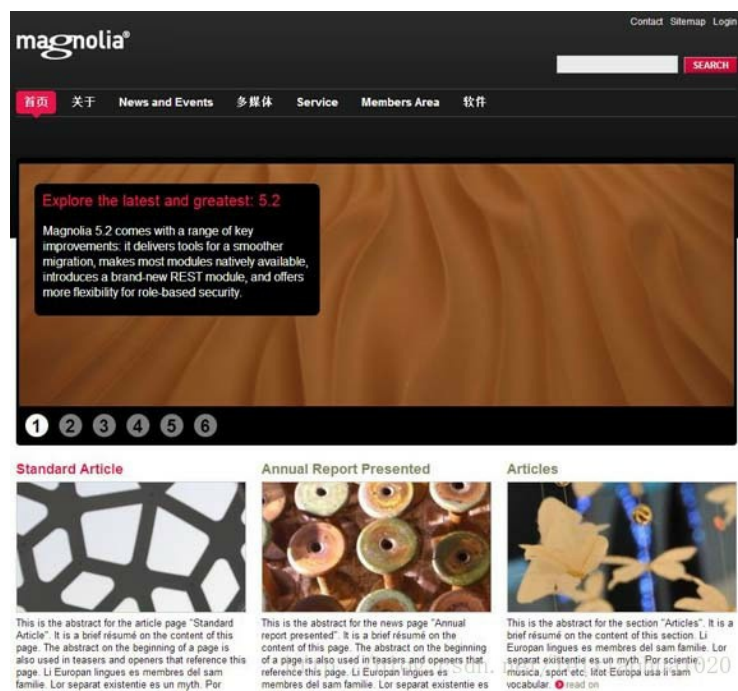 Contact Sitemap Login
magnolia®
SEARCH
首页 关于 News and Events 多媒体 Service Members Area 软件
Explore the latest and greatest: 5.2
Magnolia 5.2 comes with a range of key
improvements: it delivers tools for a smoother
migration, makes most modules natively available,
introduces a brand-new REST module, and offers
more flexibility for role-based security.
1 2 3 4 5 6
Standard Article
This is the abstract for the article page "Standard
Article". It is a brief résumé on the content of this
page. The abstract on the beginning of a page is
also used in teasers and openers that reference this
page. Li Europan lingues es membres del sam
familie. Lor separat existentie es un myth. Por
Annual Report Presented
This is the abstract for the news page "Annual
report presented". It is a brief résumé on the
content of this page. The abstract on the beginning
of a page is also used in teasers and openers that
reference this page." Li Europan lingues es
membres del sam familie. Lor separat existentie es
Articles
This is the abstract for the section "Articles". It is a
brief résumé on the content of this section. Li
Europan lingues es membres del sam familie. Lor
separat existentie es un myth. Por scientie,
musica, sport etc, litot Europa usa li sam
vocabular. read on